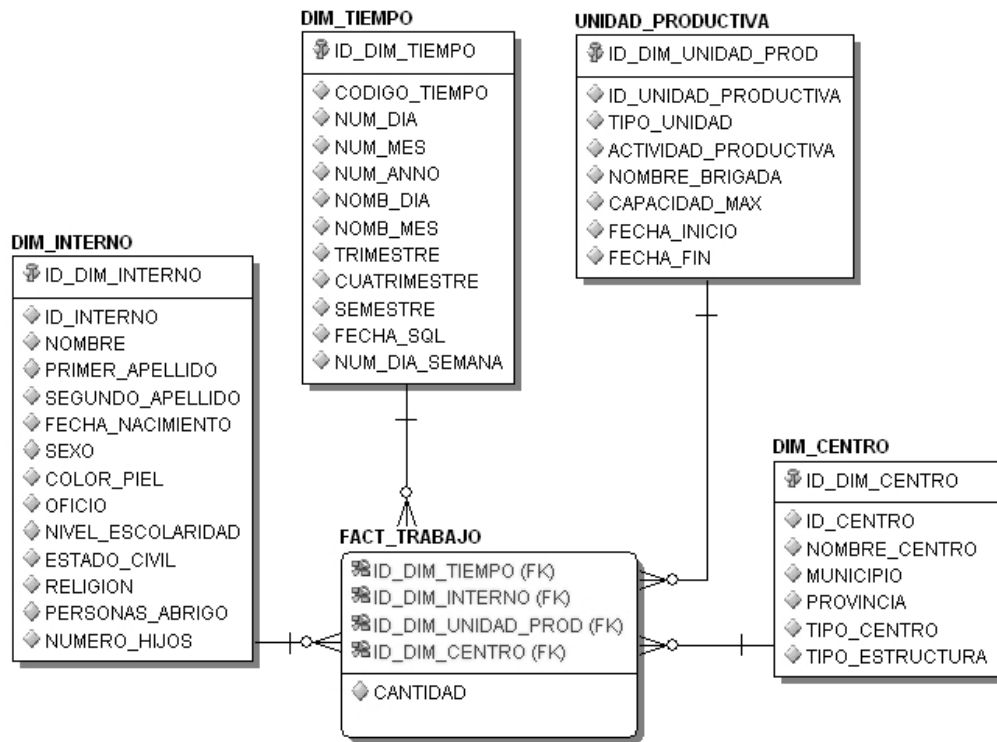 DIM_TIEMPO
ID_DIM_TIEMPO
CODIGO_TIEMPO
NUM_DIA
NUM_MES
NUM_ANNO
NOMB_DIA
NOMB_MES
TRIMESTRE
CUATRIMESTRE
SEMESTRE
FECHA_SQL
NUM_DIA_SEMANA
UNIDAD_PRODUCTIVA
ID_DIM_UNIDAD_PROD
ID_UNIDAD_PRODUCTIVA
TIPO_UNIDAD
ACTIVIDAD_PRODUCTIVA
NOMBRE_BRIGADA
CAPACIDAD_MAX
FECHA_INICIO
FECHA_FIN
DIM_INTERNO
ID_DIM_INTERNO
ID_INTERNO
NOMBRE
PRIMER_APELLIDO
SEGUNDO_APELLIDO
FECHA_NACIMIENTO
SEXO
COLOR_PIEL
OFICIO
NIVEL_ESCOLARIDAD
ESTADO_CIVIL
RELIGION
PERSONAS_ABRIGO
NUMERO_HIJOS
FACT_TRABAJO
ID_DIM_TIEMPO (FK)
ID_DIM_INTERNO (FK)
ID_DIM_UNIDAD_PROD (FK)
ID_DIM_CENTRO (FK)
CANTIDAD
DIM_CENTRO
ID_DIM_CENTRO
ID_CENTRO
NOMBRE_CENTRO
MUNICIPIO
PROVINCIA
TIPO_CENTRO
TIPO_ESTRUCTURA